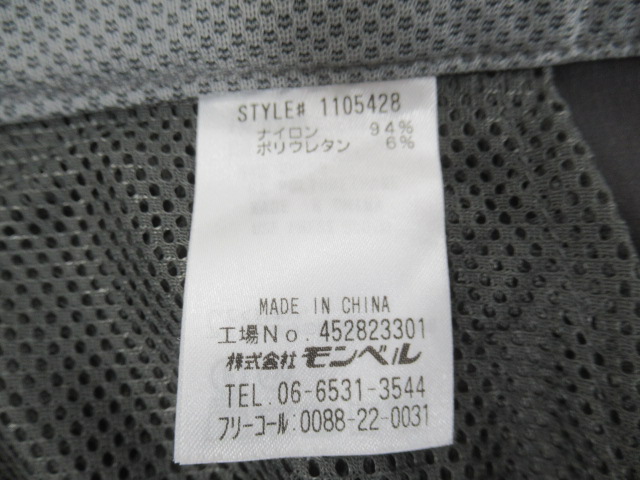 STYLE# 1105428
ナイロン 94%
ポリウレタン 6%
MADE IN CHINA
工場No. 452823301
株式会社 モンベル
TEL. 06-6531-3544
フリーコール: 0088-22-0031